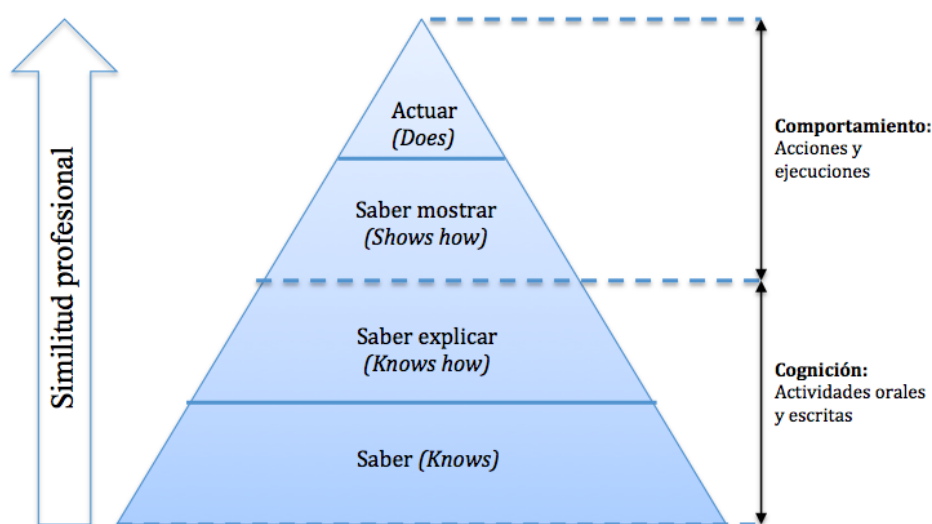 Similitud profesional
Actuar
(Does)
Saber mostrar
(Shows how)
Saber explicar
(Knows how)
Saber (Knows)
Comportamiento:
Acciones y
ejecuciones
Cognición:
Actividades orales
y escritas